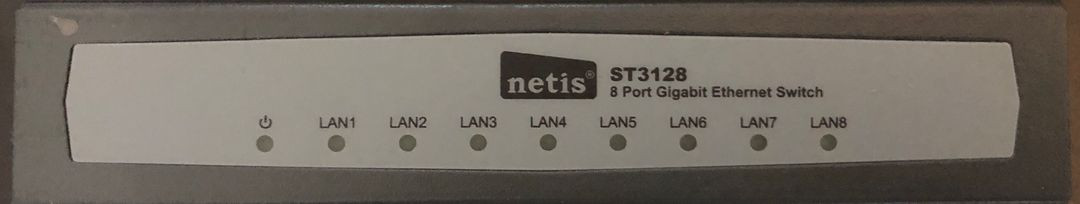 netis®
ST3128
8 Port Gigabit Ethernet Switch
LAN1 LAN2 LAN3 LAN4 LAN5 LAN6 LAN7 LAN8